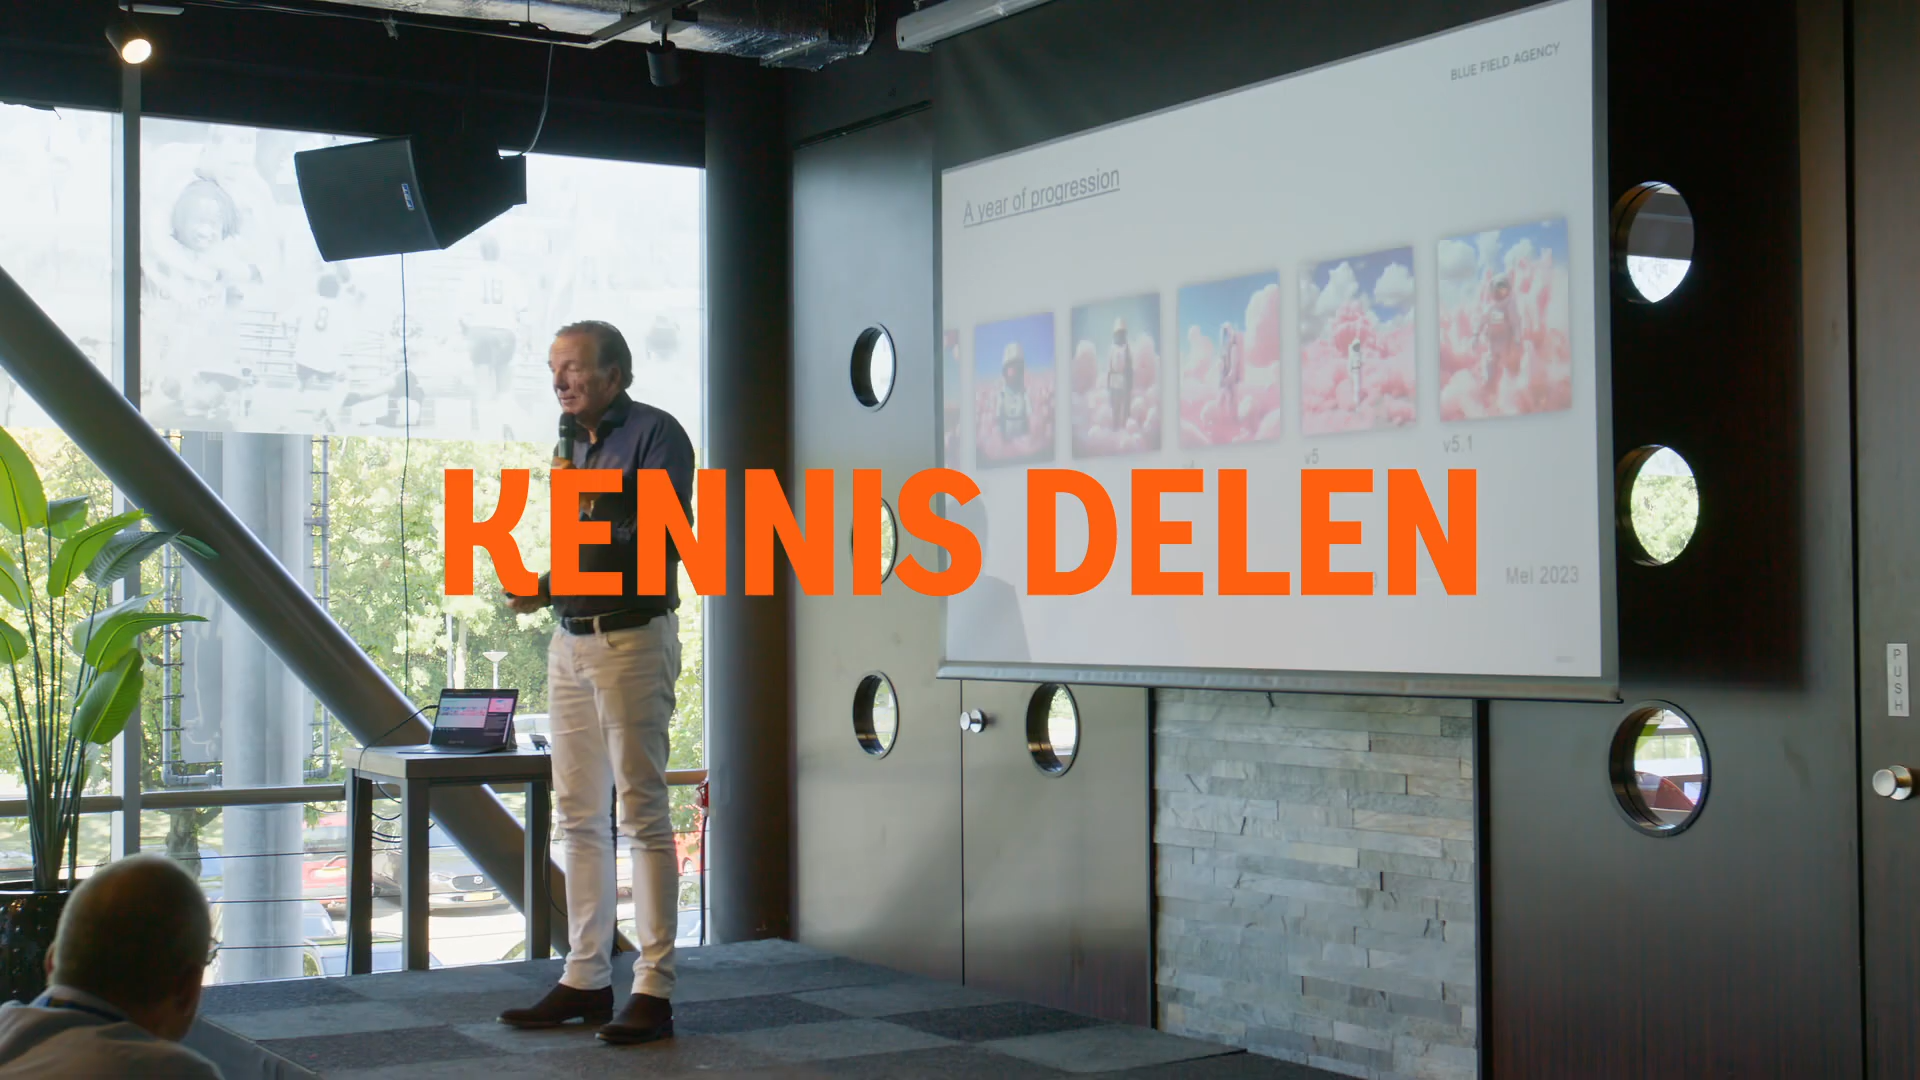 BLUE FIELD AGENCY
A year of progression
v5
v5.1
KENNIS DELEN
Mei 2023
PUSH